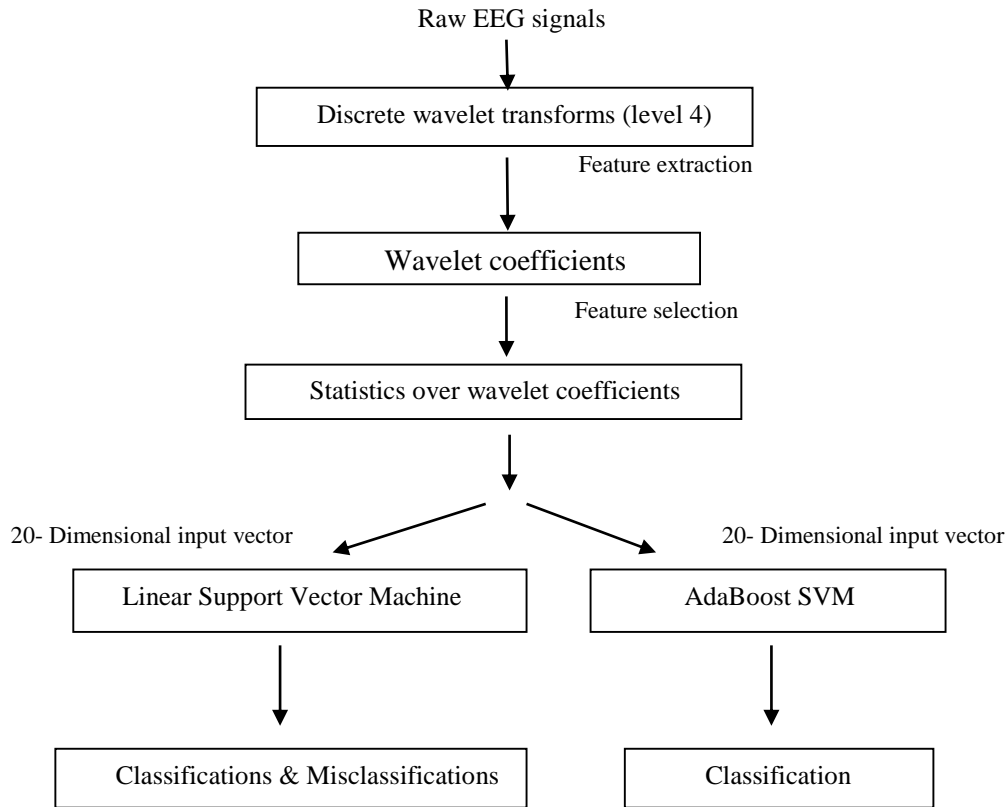 Raw EEG signals
Discrete wavelet transforms (level 4)
Feature extraction
Wavelet coefficients
Feature selection
Statistics over wavelet coefficients
20- Dimensional input vector
20- Dimensional input vector
Linear Support Vector Machine
AdaBoost SVM
Classifications & Misclassifications
Classification